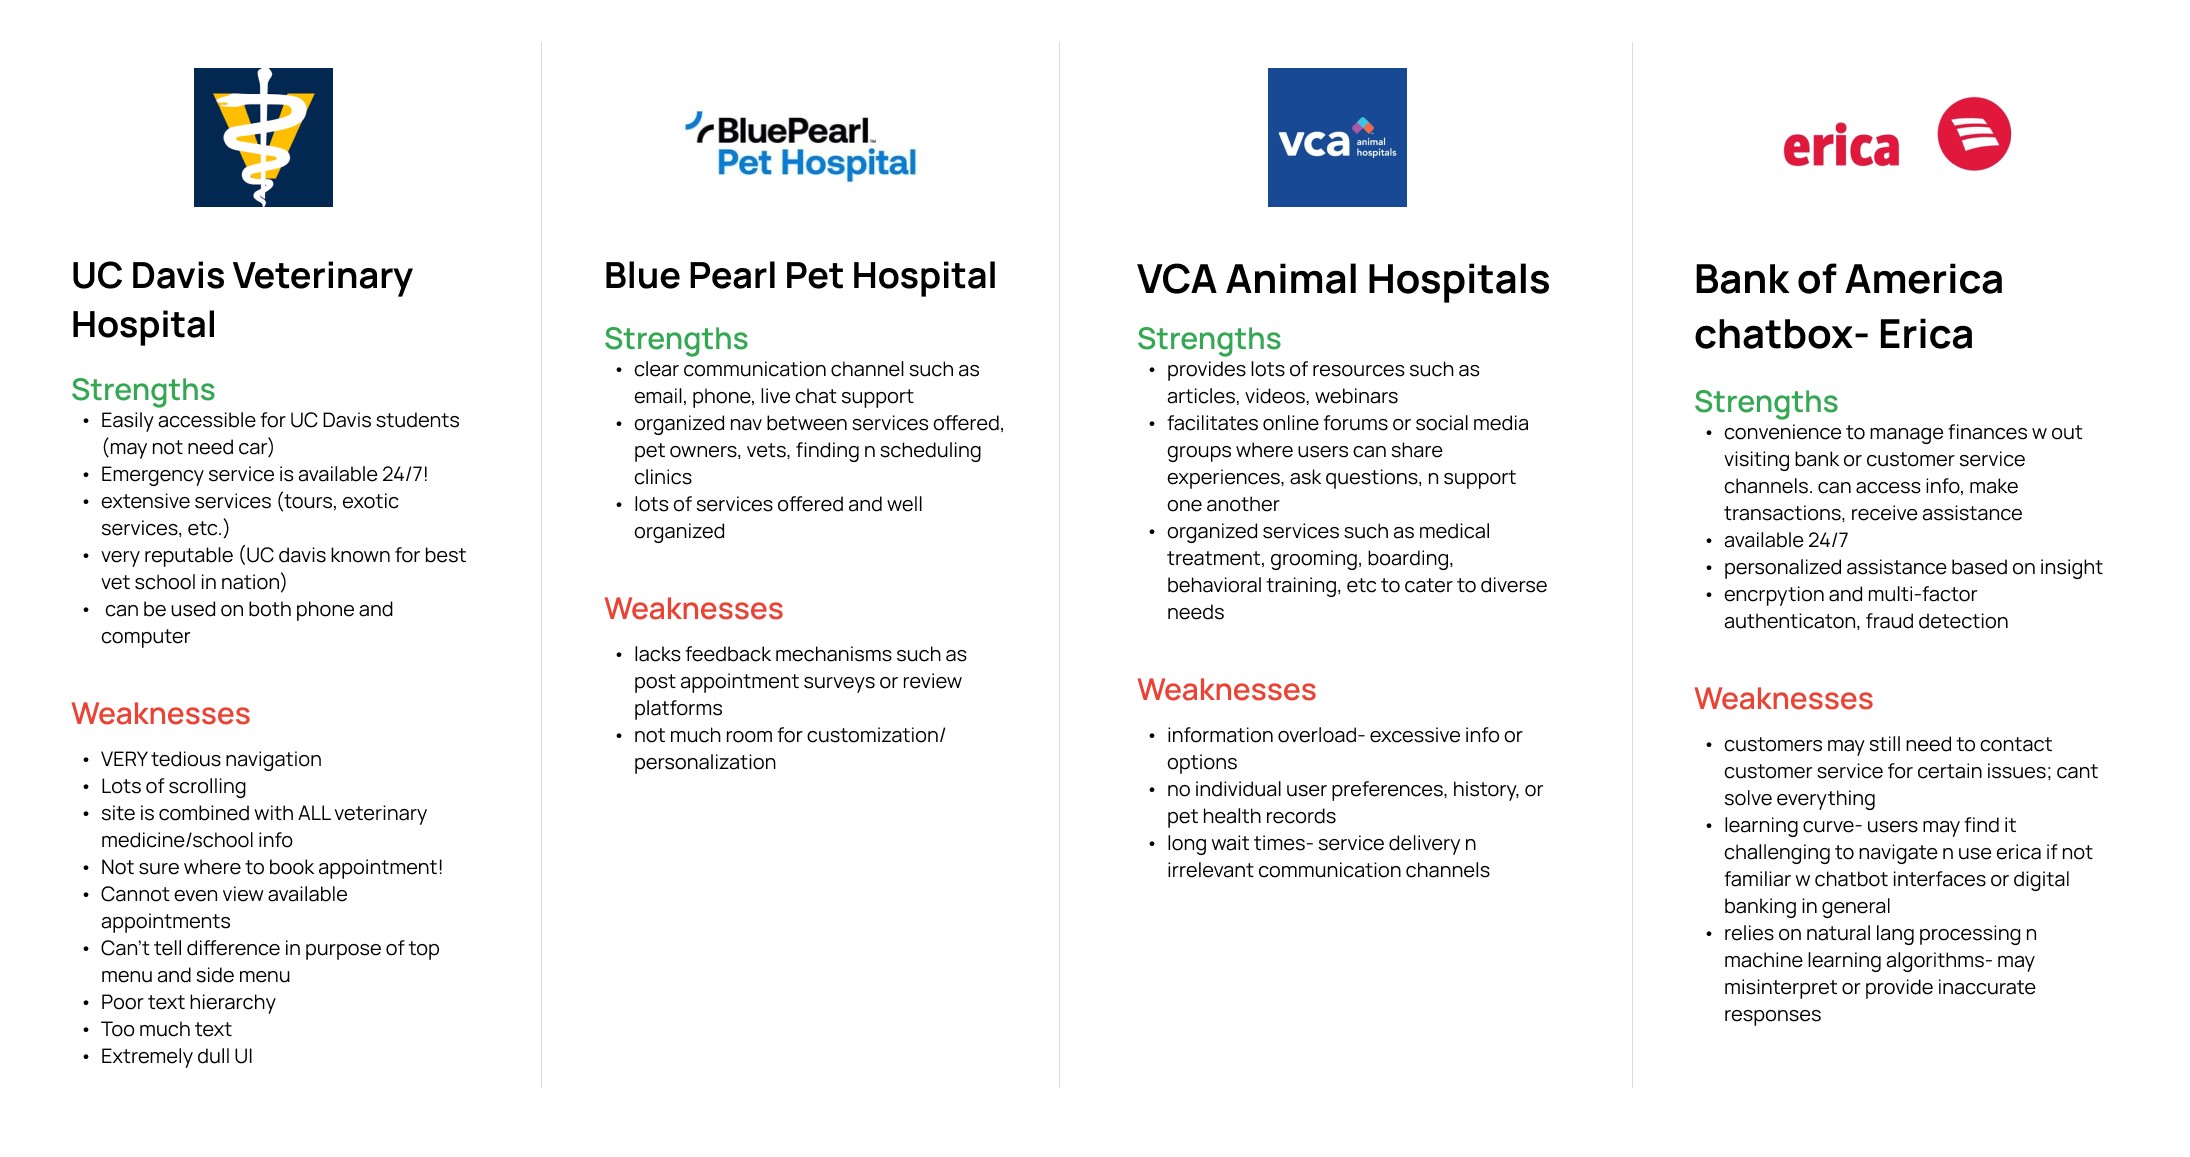 UC Davis Veterinary
Hospital
Strengths
• Easily accessible for UC Davis students
(may not need car)
• Emergency service is available 24/7!
• extensive services (tours, exotic
services, etc.)
• very reputable (UC davis known for best
vet school in nation)
• can be used on both phone and
computer
Weaknesses
• VERY tedious navigation
• Lots of scrolling
• site is combined with ALL veterinary
medicine/school info
• Not sure where to book appointment!
• Cannot even view available
appointments
• Can't tell difference in purpose of top
menu and side menu
• Poor text hierarchy
• Too much text
• Extremely dull UI
BluePearl™
Pet Hospital
Blue Pearl Pet Hospital
Strengths
• clear communication channel such as
email, phone, live chat support
• organized nav between services offered,
pet owners, vets, finding n scheduling
clinics
• lots of services offered and well
organized
Weaknesses
• lacks feedback mechanisms such as
post appointment surveys or review
platforms
• not much room for customization/
personalization
vca animal
hospitals
VCA Animal Hospitals
Strengths
• provides lots of resources such as
articles, videos, webinars
• facilitates online forums or social media
groups where users can share
experiences, ask questions, n support
one another
• organized services such as medical
treatment, grooming, boarding,
behavioral training, etc to cater to diverse
needs
Weaknesses
• information overload- excessive info or
options
• no individual user preferences, history, or
pet health records
• long wait times- service delivery n
irrelevant communication channels
erica
Bank of America
chatbox- Erica
Strengths
• convenience to manage finances w out
visiting bank or customer service
channels. can access info, make
transactions, receive assistance
• available 24/7
• personalized assistance based on insight
• encrpytion and multi-factor
authenticaton, fraud detection
Weaknesses
• customers may still need to contact
customer service for certain issues; cant
solve everything
• learning curve- users may find it
challenging to navigate n use erica if not
familiar w chatbot interfaces or digital
banking in general
• relies on natural lang processing n
machine learning algorithms- may
misinterpret or provide inaccurate
responses